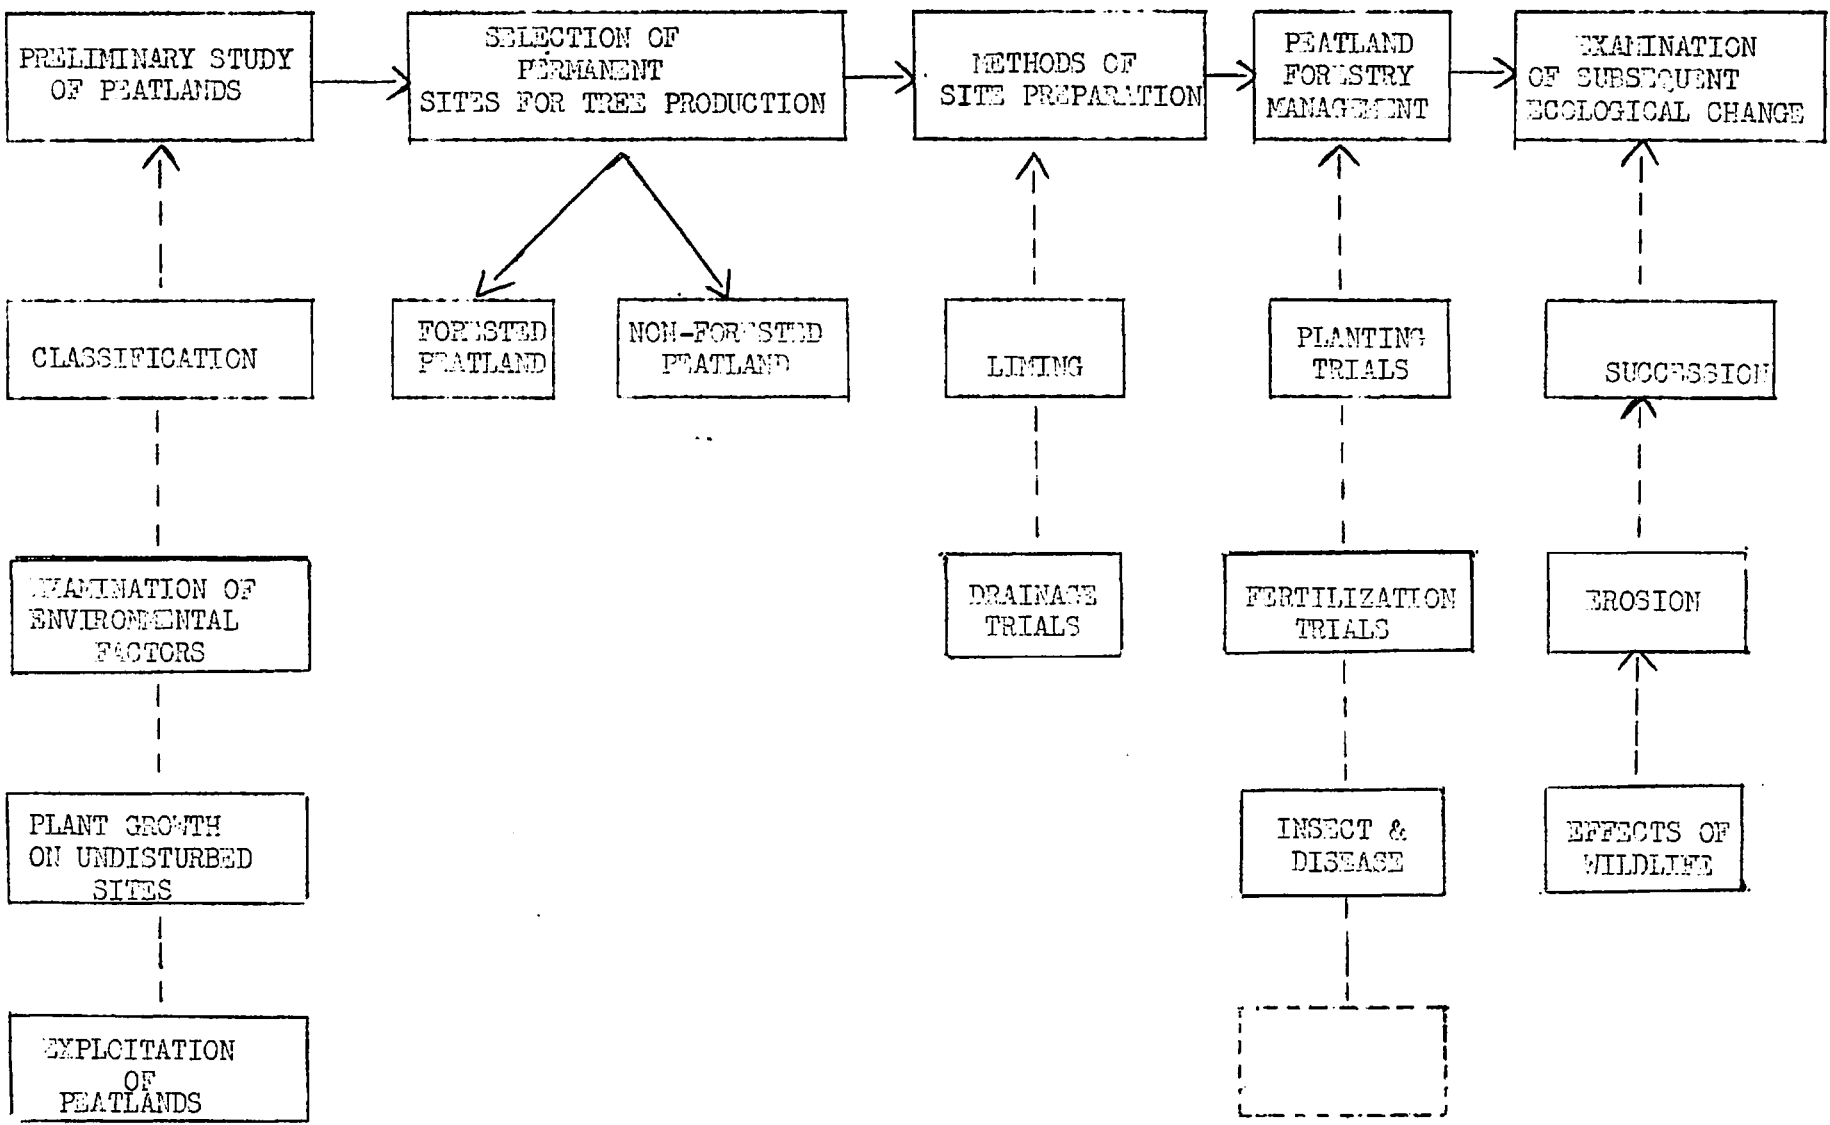 PRELIMINARY STUDY
OF PEATLANDS
SELECTION OF
PERMANENT
SITES FOR TREE PRODUCTION
METHODS OF
SITE PREPARATION
PEATLAND
FORESTRY
MANAGEMENT
EXAMINATION
OF SUBSEQUENT
ECOLOGICAL CHANGE
CLASSIFICATION
FORESTED
PEATLAND
NON-FORESTED
PEATLAND
LIMING
PLANTING
TRIALS
SUCCESSION
EXAMINATION OF
ENVIRONMENTAL
FACTORS
DRAINAGE
TRIALS
FERTILIZATION
TRIALS
EROSION
PLANT GROWTH
ON UNDISTURBED
SITES
INSECT &
DISEASE
EFFECTS OF
WILDLIFE
EXPLOITATION
OF
PEATLANDS